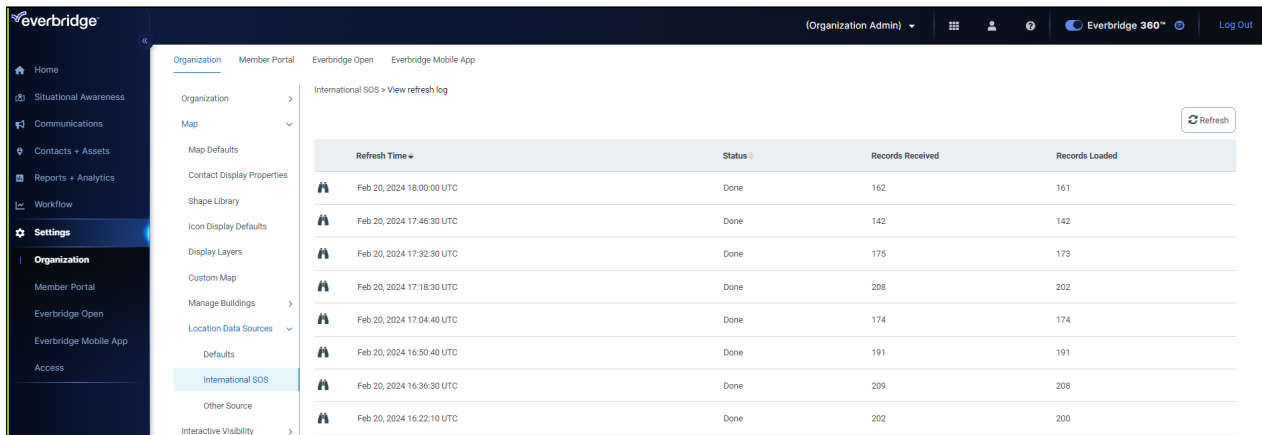 everbridge
(Organization Admin)
Everbridge 360™
Log Out
«
Home
Situational Awareness
Communications
Contacts + Assets
Reports + Analytics
Workflow
Settings
Organization
Member Portal
Everbridge Open
Everbridge Mobile App
Access
Organization Member Portal Everbridge Open Everbridge Mobile App
Organization
Map
Map Defaults
Contact Display Properties
Shape Library
Icon Display Defaults
Display Layers
Custom Map
Manage Buildings
Location Data Sources
Defaults
International SOS
Other Source
Interactive Visibility
International SOS > View refresh log
Refresh
Refresh Time Status Records Received Records Loaded
Feb 20, 2024 18:00:00 UTC Done 162 161
Feb 20, 2024 17:46:30 UTC Done 142 142
Feb 20, 2024 17:32:30 UTC Done 175 173
Feb 20, 2024 17:18:30 UTC Done 208 202
Feb 20, 2024 17:04:40 UTC Done 174 174
Feb 20, 2024 16:50:40 UTC Done 191 191
Feb 20, 2024 16:36:30 UTC Done 209 208
Feb 20, 2024 16:22:10 UTC Done 202 200